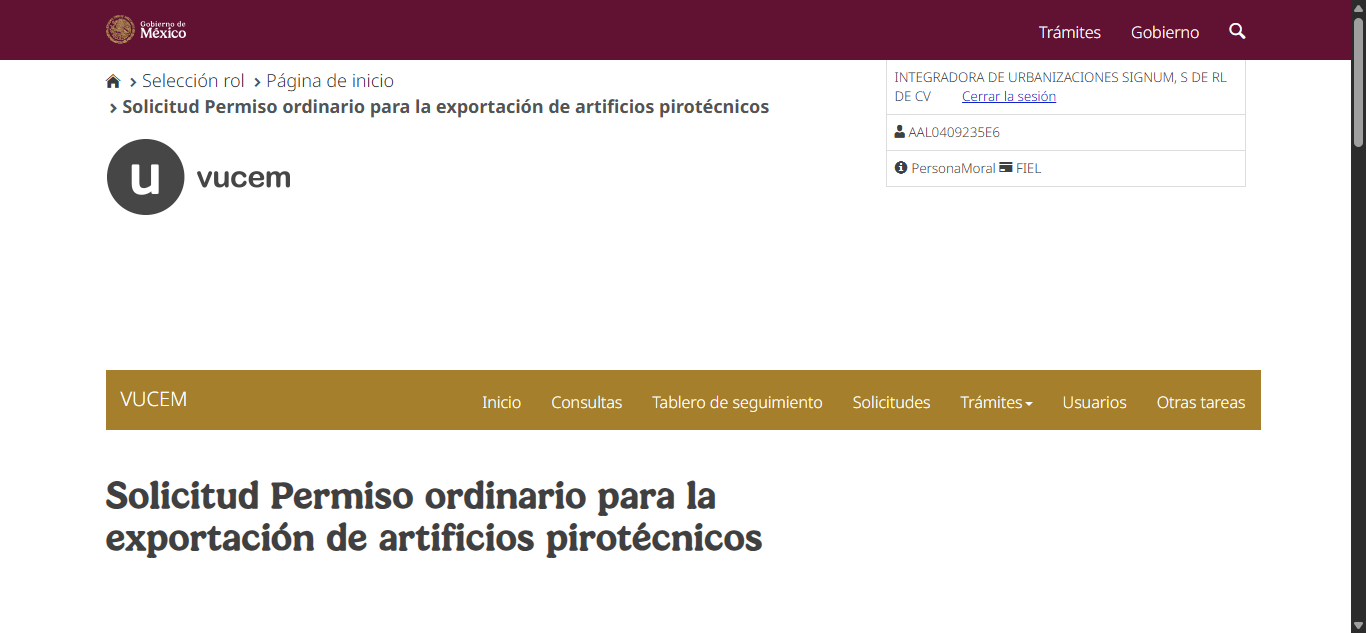 Gobierno de
México
Trámites Gobierno
Selección rol Página de inicio
Solicitud Permiso ordinario para la exportación de artificios pirotécnicos
INTEGRADORA DE URBANIZACIONES SIGNUM, S DE RL
DE CV Cerrar la sesión
AAL0409235E6
PersonaMoral FIEL
u vucem
VUCEM Inicio Consultas Tablero de seguimiento Solicitudes Trámites Usuarios Otras tareas
Solicitud Permiso ordinario para la
exportación de artificios pirotécnicos